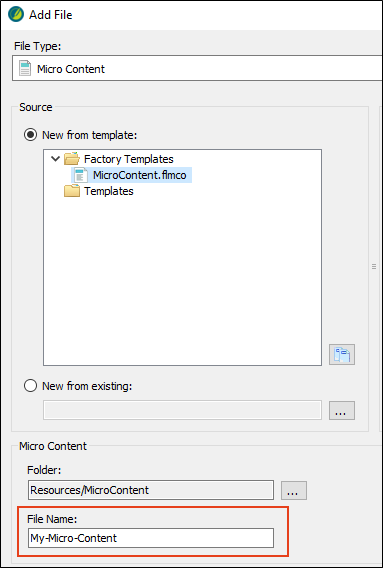 Add File
File Type:
Micro Content
Source
New from template:
Factory Templates
MicroContent.flmco
Templates
New from existing:
...
Micro Content
Folder:
Resources/MicroContent
...
File Name:
My-Micro-Content